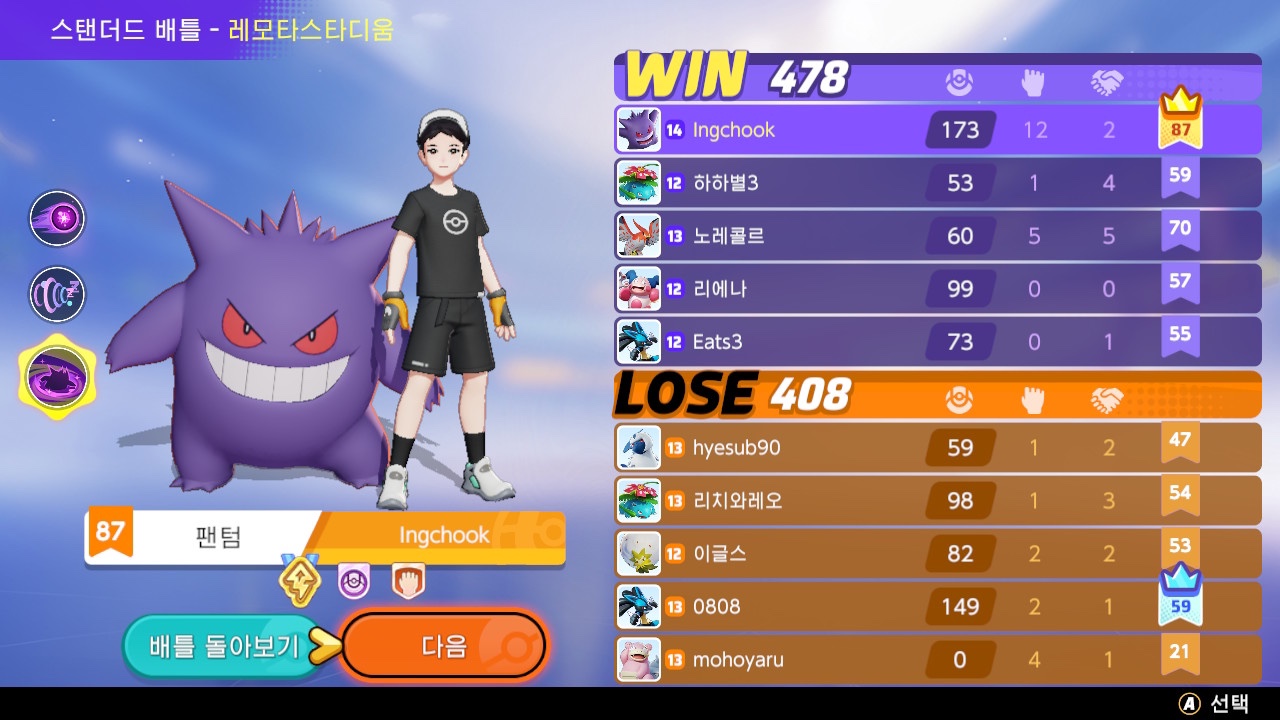 스탠더드 배틀 - 레모타스타디움
WIN 478
14 Ingchook 173 12 2 87
12 하하별3 53 1 4 59
13 노레콜르 60 5 5 70
12 리에나 99 0 0 57
12 Eats3 73 0 1 55
LOSE 408
13 hyesub90 59 1 2 47
13 리치와레오 98 1 3 54
12 이글스 82 2 2 53
13 0808 149 2 1 59
13 mohoyaru 0 4 1 21
87 팬텀 Ingchook
배틀 돌아보기 다음
A 선택